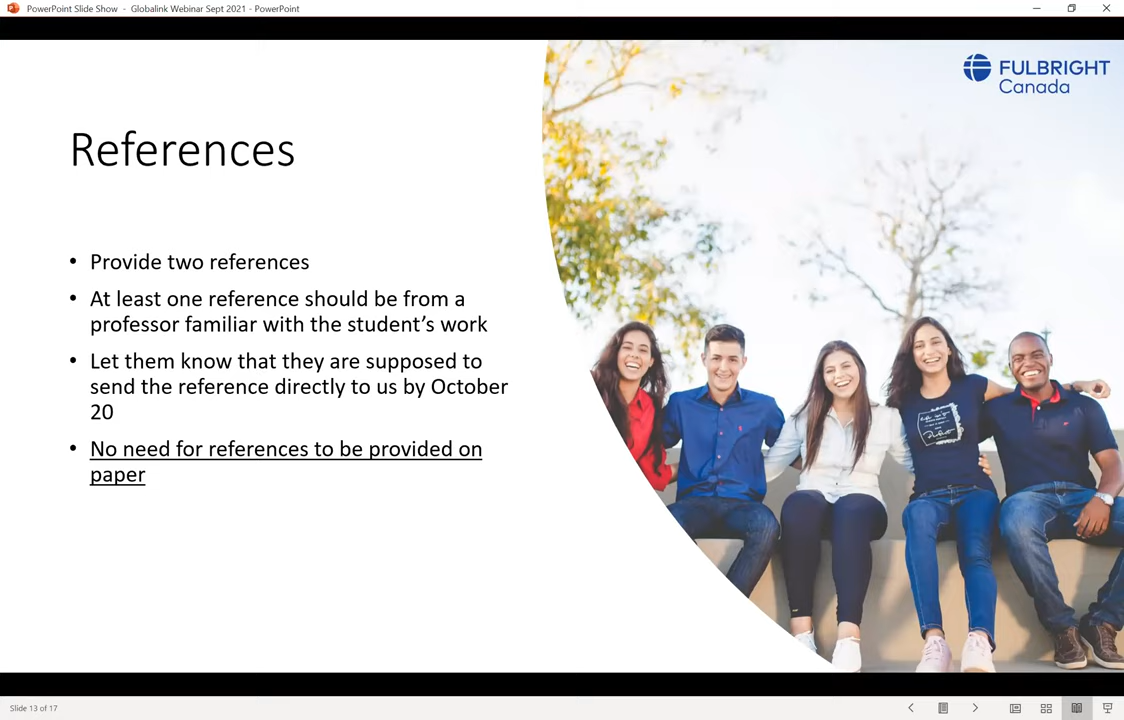 PowerPoint Slide Show - Globalink Webinar Sept 2021 - PowerPoint
FULBRIGHT
Canada
References
• Provide two references
• At least one reference should be from a
professor familiar with the student’s work
• Let them know that they are supposed to
send the reference directly to us by October
20
• No need for references to be provided on
paper
Slide 13 of 17